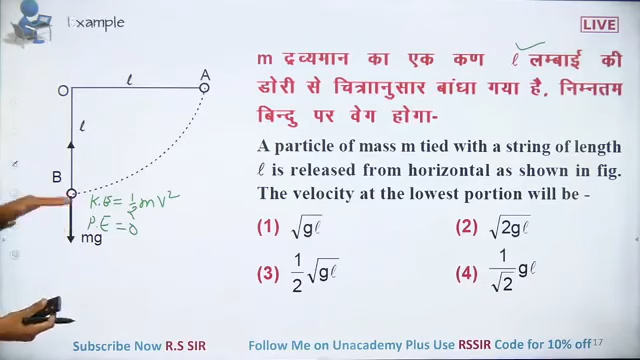 Example
LIVE
m द्रव्यमान का एक कण ℓ लम्बाई की
डोरी से चित्राानुसार बांधा गया है, निम्नतम
बिन्दु पर वेग होगा-
A particle of mass m tied with a string of length
ℓ is released from horizontal as shown in fig.
The velocity at the lowest portion will be -
(1) √gℓ
(2) √2gℓ
(3) 1/2 √gℓ
(4) 1/√2 gℓ
O
ℓ
A
ℓ
B
K.E = 1/2 mv²
P.E = 0
mg
Subscribe Now R.S SIR
Follow Me on Unacademy Plus Use RSSIR Code for 10% off
17